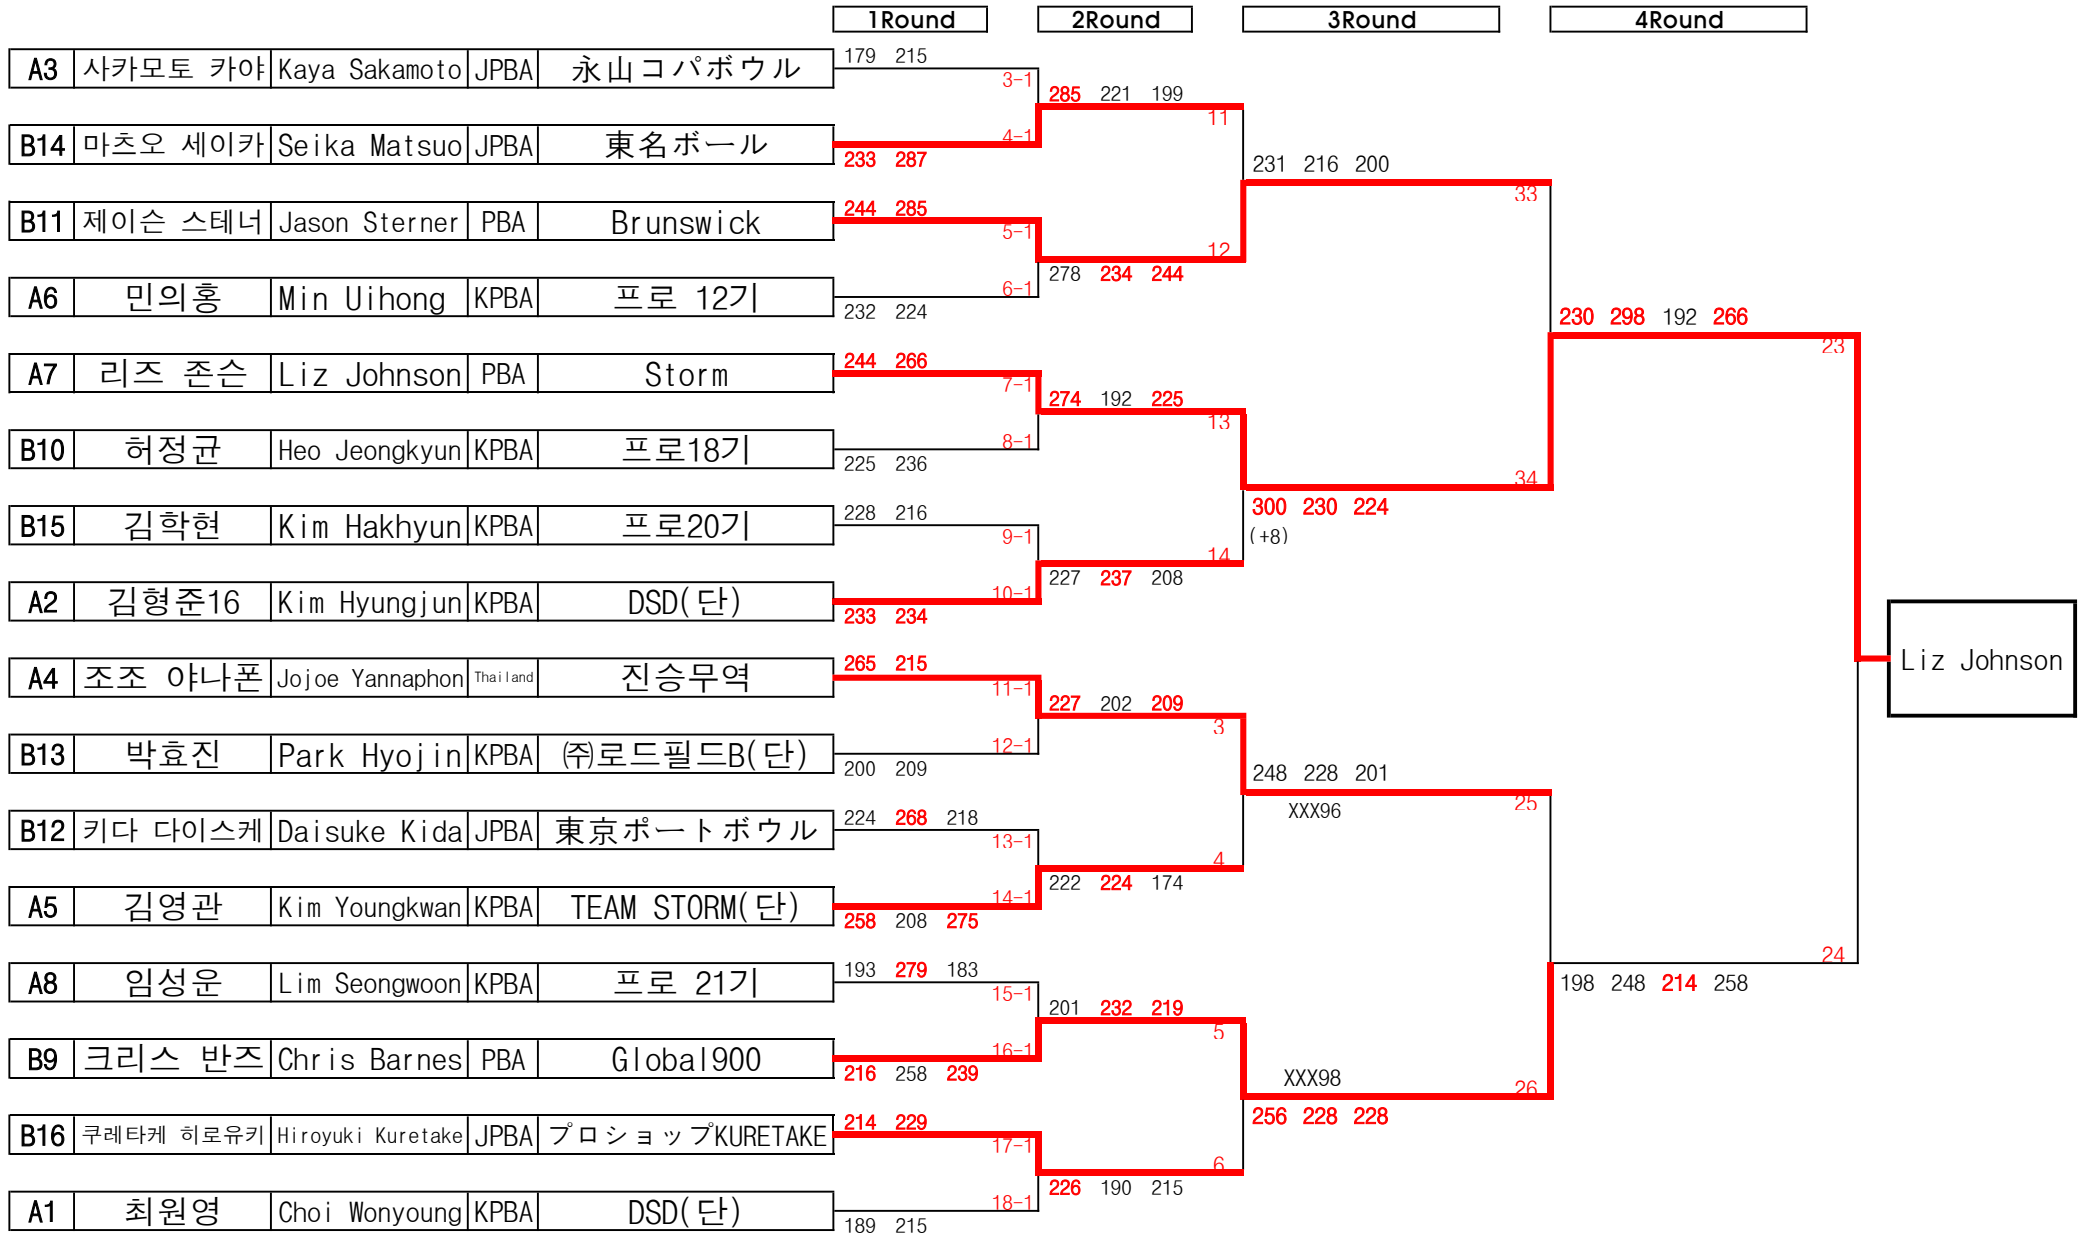 1Round 2Round 3Round 4Round
179 215
A3 사카모토 카야 Kaya Sakamoto JPBA 永山コパボウル
3-1
285 221 199
11
B14 마츠오 세이카 Seika Matsuo JPBA 東名ボール
4-1
233 287
231 216 200
33
244 285
B11 제이슨 스테너 Jason Sterner PBA Brunswick
5-1
12
278 234 244
A6 민의홍 Min Uihong KPBA 프로 12기
6-1
232 224
230 298 192 266
23
244 266
A7 리즈 존슨 Liz Johnson PBA Storm
7-1
274 192 225
13
B10 허정균 Heo Jeongkyun KPBA 프로18기
8-1
225 236
34
300 230 224
(+8)
228 216
B15 김학현 Kim Hakhyun KPBA 프로20기
9-1
14
227 237 208
A2 김형준16 Kim Hyungjun KPBA DSD(단)
10-1
233 234
Liz Johnson
265 215
A4 조조 야나폰 Jojoe Yannaphon Thailand 진승무역
11-1
227 202 209
3
B13 박효진 Park Hyojin KPBA ㈜로드필드B(단)
12-1
200 209
248 228 201
XXX96
25
224 268 218
B12 키다 다이스케 Daisuke Kida JPBA 東京ポートボウル
13-1
4
222 224 174
A5 김영관 Kim Youngkwan KPBA TEAM STORM(단)
14-1
258 208 275
24
198 248 214 258
193 279 183
A8 임성운 Lim Seongwoon KPBA 프로 21기
15-1
201 232 219
5
B9 크리스 반즈 Chris Barnes PBA Global900
16-1
216 258 239
XXX98
26
256 228 228
214 229
B16 쿠레타케 히로유키 Hiroyuki Kuretake JPBA プロショップKURETAKE
17-1
6
226 190 215
A1 최원영 Choi Wonyoung KPBA DSD(단)
18-1
189 215